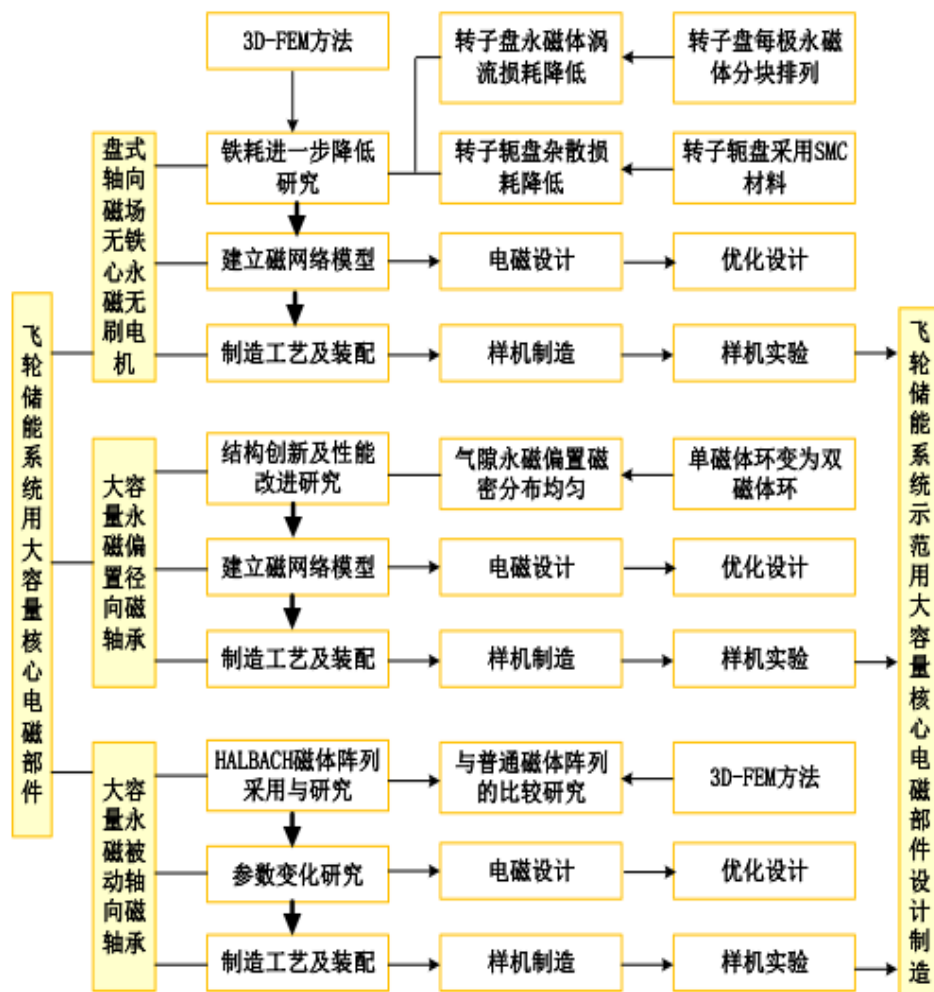 飞轮储能系统用大容量核心电磁部件
盘式
轴向
磁场
无铁
心永
磁无
刷电
机
3D-FEM方法
转子盘永磁体涡
流损耗降低
转子盘每极永磁
体分块排列
铁耗进一步降低
研究
转子轭盘杂散损
耗降低
转子轭盘采用SMC
材料
建立磁网络模型
电磁设计
优化设计
制造工艺及装配
样机制造
样机实验
大容
量永
磁偏
置径
向磁
轴承
结构创新及性能
改进研究
气隙永磁偏置磁
密分布均匀
单磁体环变为双
磁体环
建立磁网络模型
电磁设计
优化设计
制造工艺及装配
样机制造
样机实验
大容
量永
磁被
动轴
向磁
轴承
HALBACH磁体阵列
采用与研究
与普通磁体阵列
的比较研究
3D-FEM方法
参数变化研究
电磁设计
优化设计
制造工艺及装配
样机制造
样机实验
飞轮储能系统示范用大容量核心电磁部件设计制造